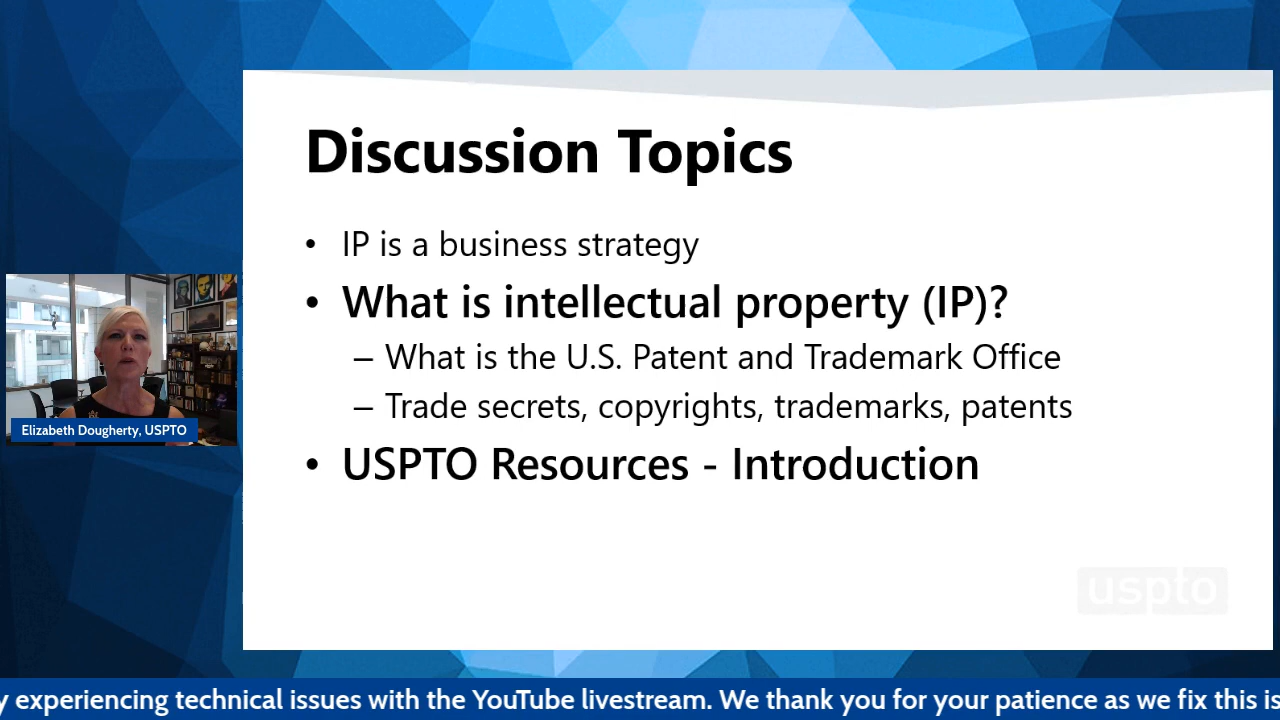 Discussion Topics
• IP is a business strategy
• What is intellectual property (IP)?
– What is the U.S. Patent and Trademark Office
– Trade secrets, copyrights, trademarks, patents
• USPTO Resources - Introduction
Elizabeth Dougherty, USPTO
uspto
y experiencing technical issues with the YouTube livestream. We thank you for your patience as we fix this is